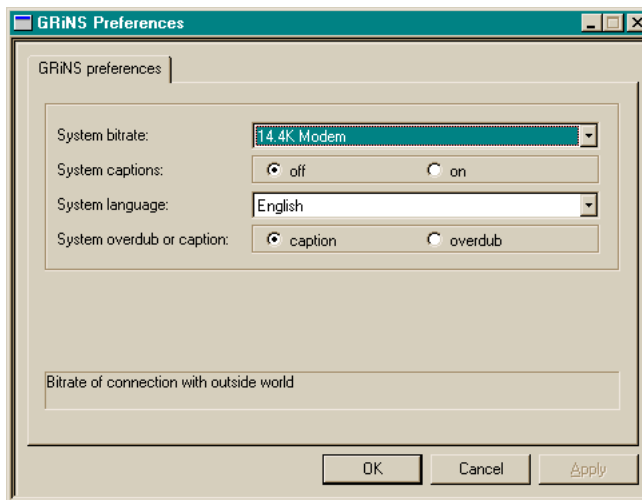 GRiNS Preferences
GRiNS preferences
System bitrate: 14.4K Modem
System captions: off on
System language: English
System overdub or caption: caption overdub
Bitrate of connection with outside world
OK Cancel Apply